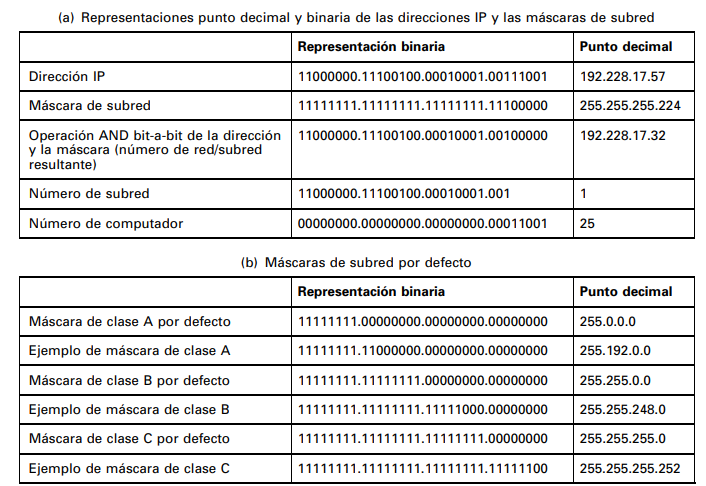 (a) Representaciones punto decimal y binaria de las direcciones IP y las máscaras de subred
Representación binaria Punto decimal
Dirección IP 11000000.11100100.00010001.00111001 192.228.17.57
Máscara de subred 11111111.11111111.11111111.11100000 255.255.255.224
Operación AND bit-a-bit de la dirección 11000000.11100100.00010001.00100000 192.228.17.32
y la máscara (número de red/subred
resultante)
Número de subred 11000000.11100100.00010001.001 1
Número de computador 00000000.00000000.00000000.00011001 25
(b) Máscaras de subred por defecto
Representación binaria Punto decimal
Máscara de clase A por defecto 11111111.00000000.00000000.00000000 255.0.0.0
Ejemplo de máscara de clase A 11111111.11000000.00000000.00000000 255.192.0.0
Máscara de clase B por defecto 11111111.11111111.00000000.00000000 255.255.0.0
Ejemplo de máscara de clase B 11111111.11111111.11111000.00000000 255.255.248.0
Máscara de clase C por defecto 11111111.11111111.11111111.00000000 255.255.255.0
Ejemplo de máscara de clase C 11111111.11111111.11111111.11111100 255.255.255.252